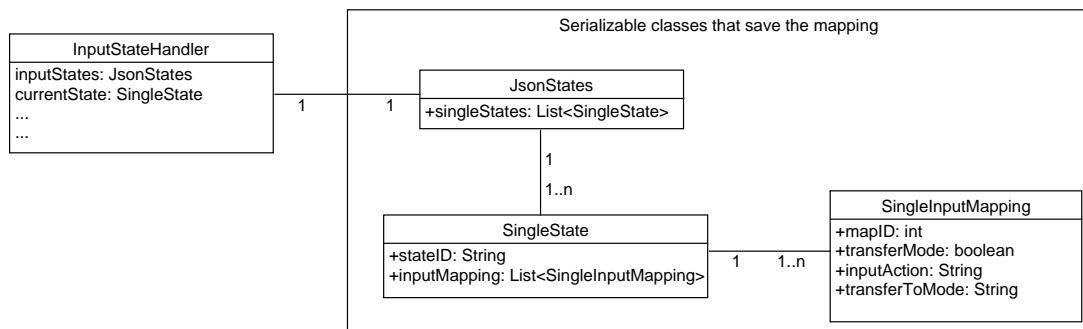 Serializable classes that save the mapping
InputStateHandler
inputStates: JsonStates
currentState: SingleState
...
...
1
1
JsonStates
+singleStates: List<SingleState>
1
1..n
SingleState
+stateID: String
+inputMapping: List<SingleInputMapping>
1
1..n
SingleInputMapping
+mapID: int
+transferMode: boolean
+inputAction: String
+transferToMode: String